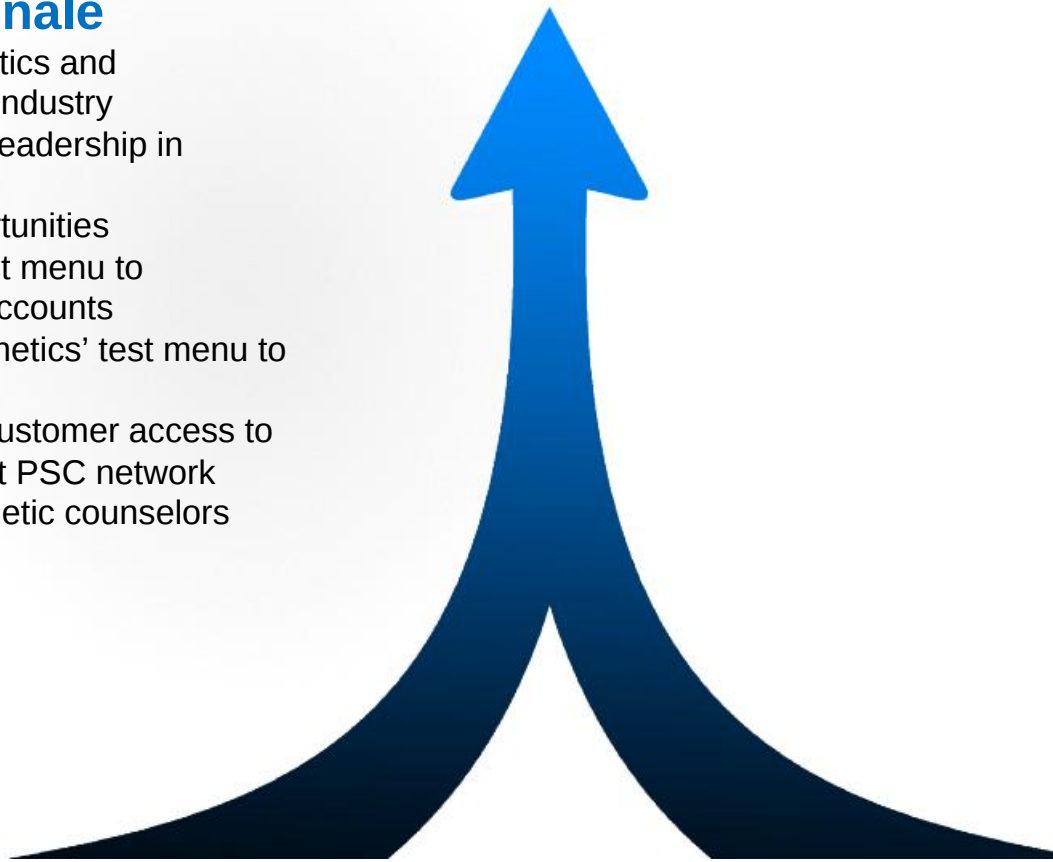 nale
tics and
ndustry
eadership in
tunities
t menu to
ccounts
netics’ test menu to
ustomer access to
t PSC network
etic counselors